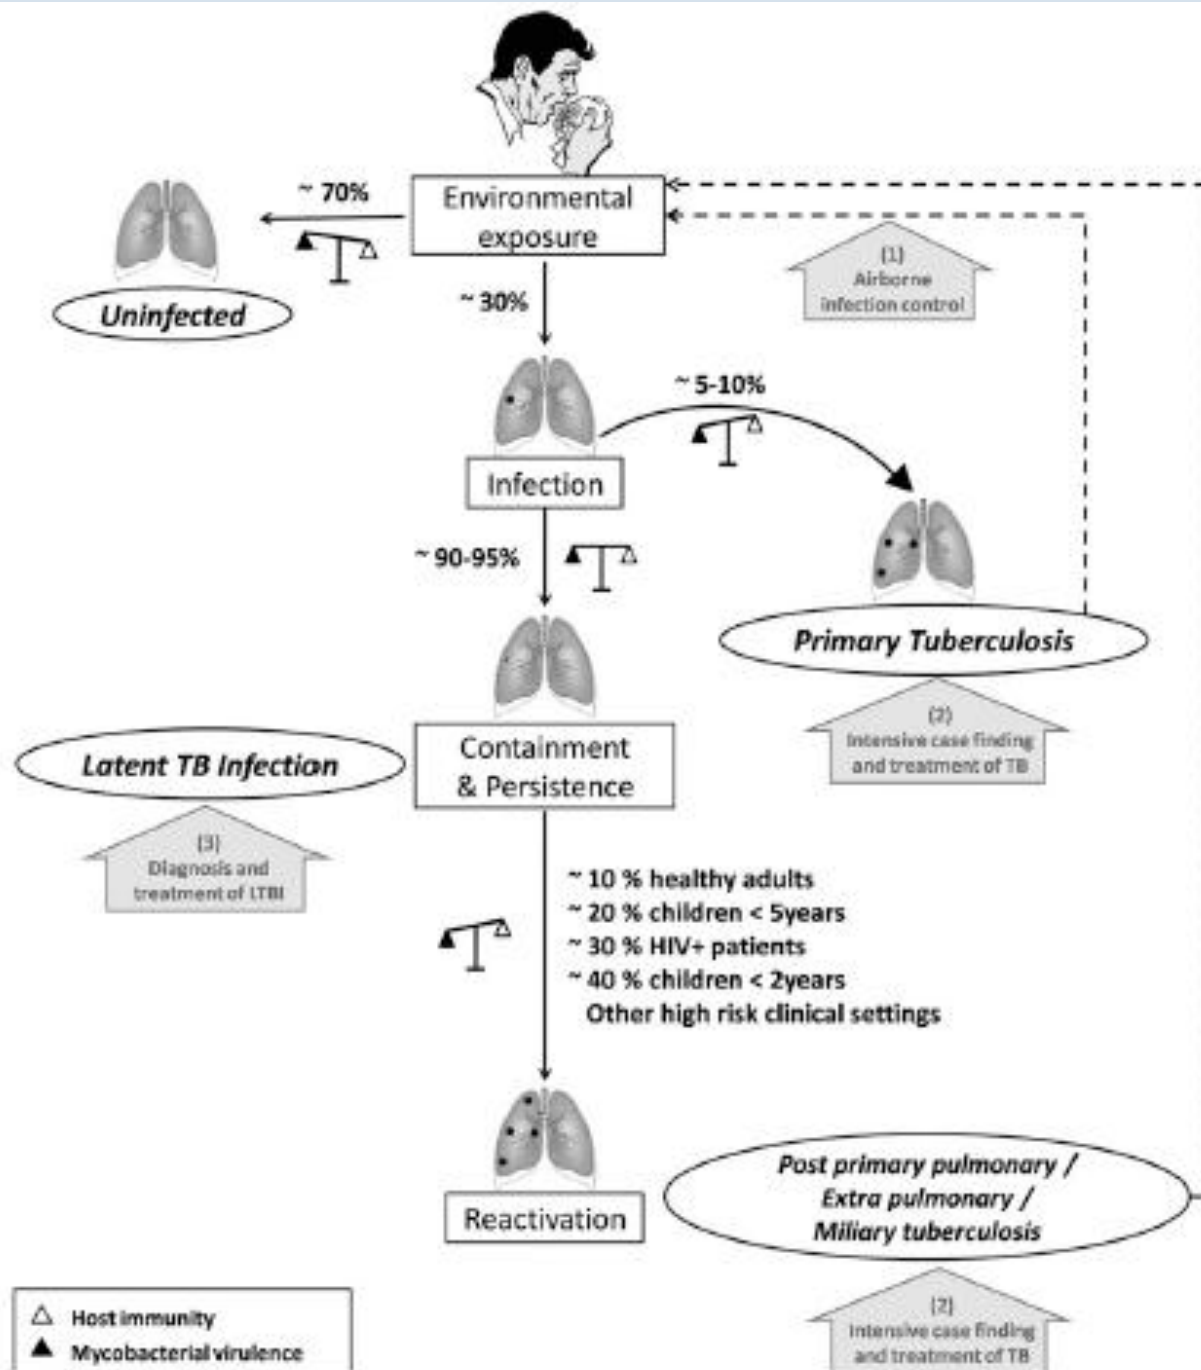 ~ 70%
Environmental
exposure
Uninfected
~ 30%
(1)
Airborne
infection control
~ 5-10%
Infection
~ 90-95%
Primary Tuberculosis
(2)
Intensive case finding
and treatment of TB
Containment
& Persistence
Latent TB Infection
(3)
Diagnosis and
treatment of LTBI
~ 10 % healthy adults
~ 20 % children < 5years
~ 30 % HIV+ patients
~ 40 % children < 2years
Other high risk clinical settings
Reactivation
Post primary pulmonary /
Extra pulmonary /
Miliary tuberculosis
(2)
Intensive case finding
and treatment of TB
△ Host immunity
▲ Mycobacterial virulence